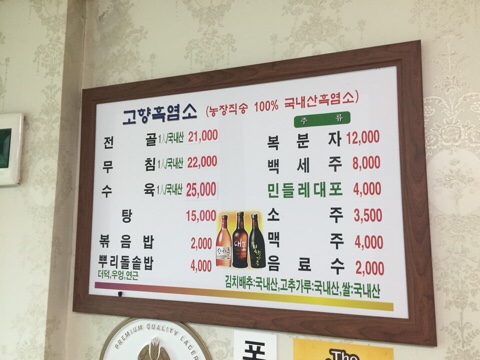 고향흑염소 (농장직송 100% 국내산흑염소)
전 골 1人/국내산 21,000
무 침 1人/국내산 22,000
수 육 1人/국내산 25,000
탕 15,000
볶음밥 2,000
뿌리돌솥밥 4,000
더덕,우엉,연근
주 류
복분자 12,000
백세주 8,000
민들레대포 4,000
소 주 3,500
맥 주 4,000
음료수 2,000
김치배추:국내산,고추가루:국내산,쌀:국내산
PREMIUM QUALITY LAGER
포
The